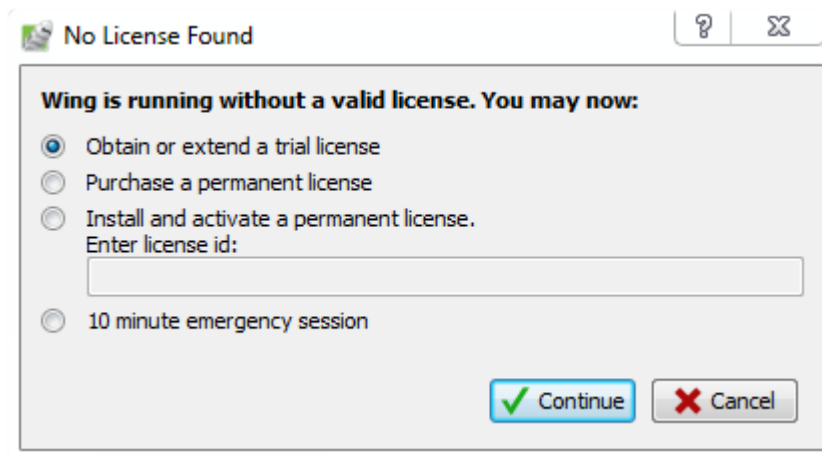 No License Found
Wing is running without a valid license. You may now:
Obtain or extend a trial license
Purchase a permanent license
Install and activate a permanent license.
Enter license id:
10 minute emergency session
Continue
Cancel